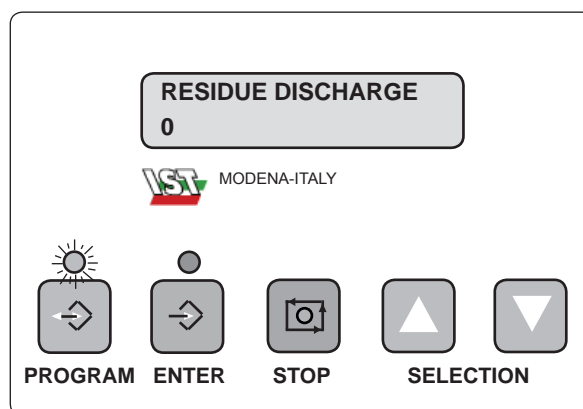 RESIDUE DISCHARGE
0
IST MODENA-ITALY
PROGRAM ENTER STOP SELECTION